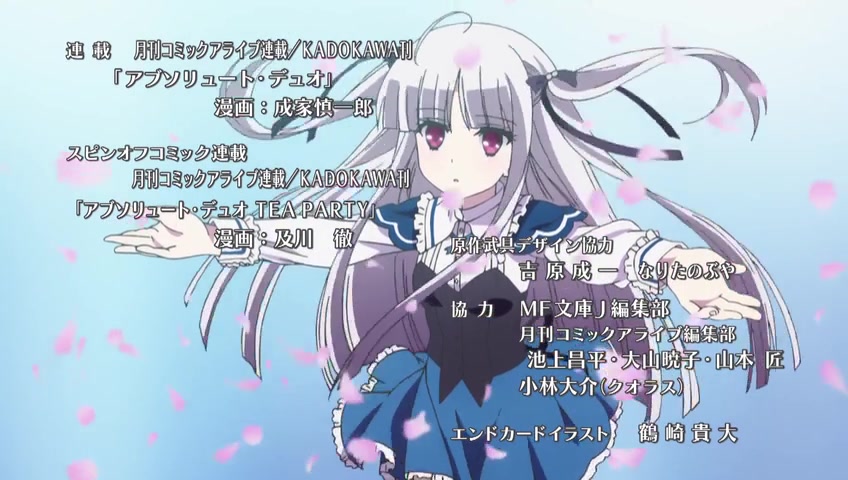 連載 月刊コミックアライブ連載／KADOKAWA刊
「アブソリュート・デュオ」
漫画：成家慎一郎
スピンオフコミック連載
月刊コミックアライブ連載／KADOKAWA刊
「アブソリュート・デュオ TEA PARTY」
漫画：及川 徹
原作武具デザイン協力
吉原成一 なりたのぶや
協力 MF文庫J編集部
月刊コミックアライブ編集部
池上昌平・大山暁子・山本 匠
小林大介(クオラス)
エンドカードイラスト 鶴崎貴大